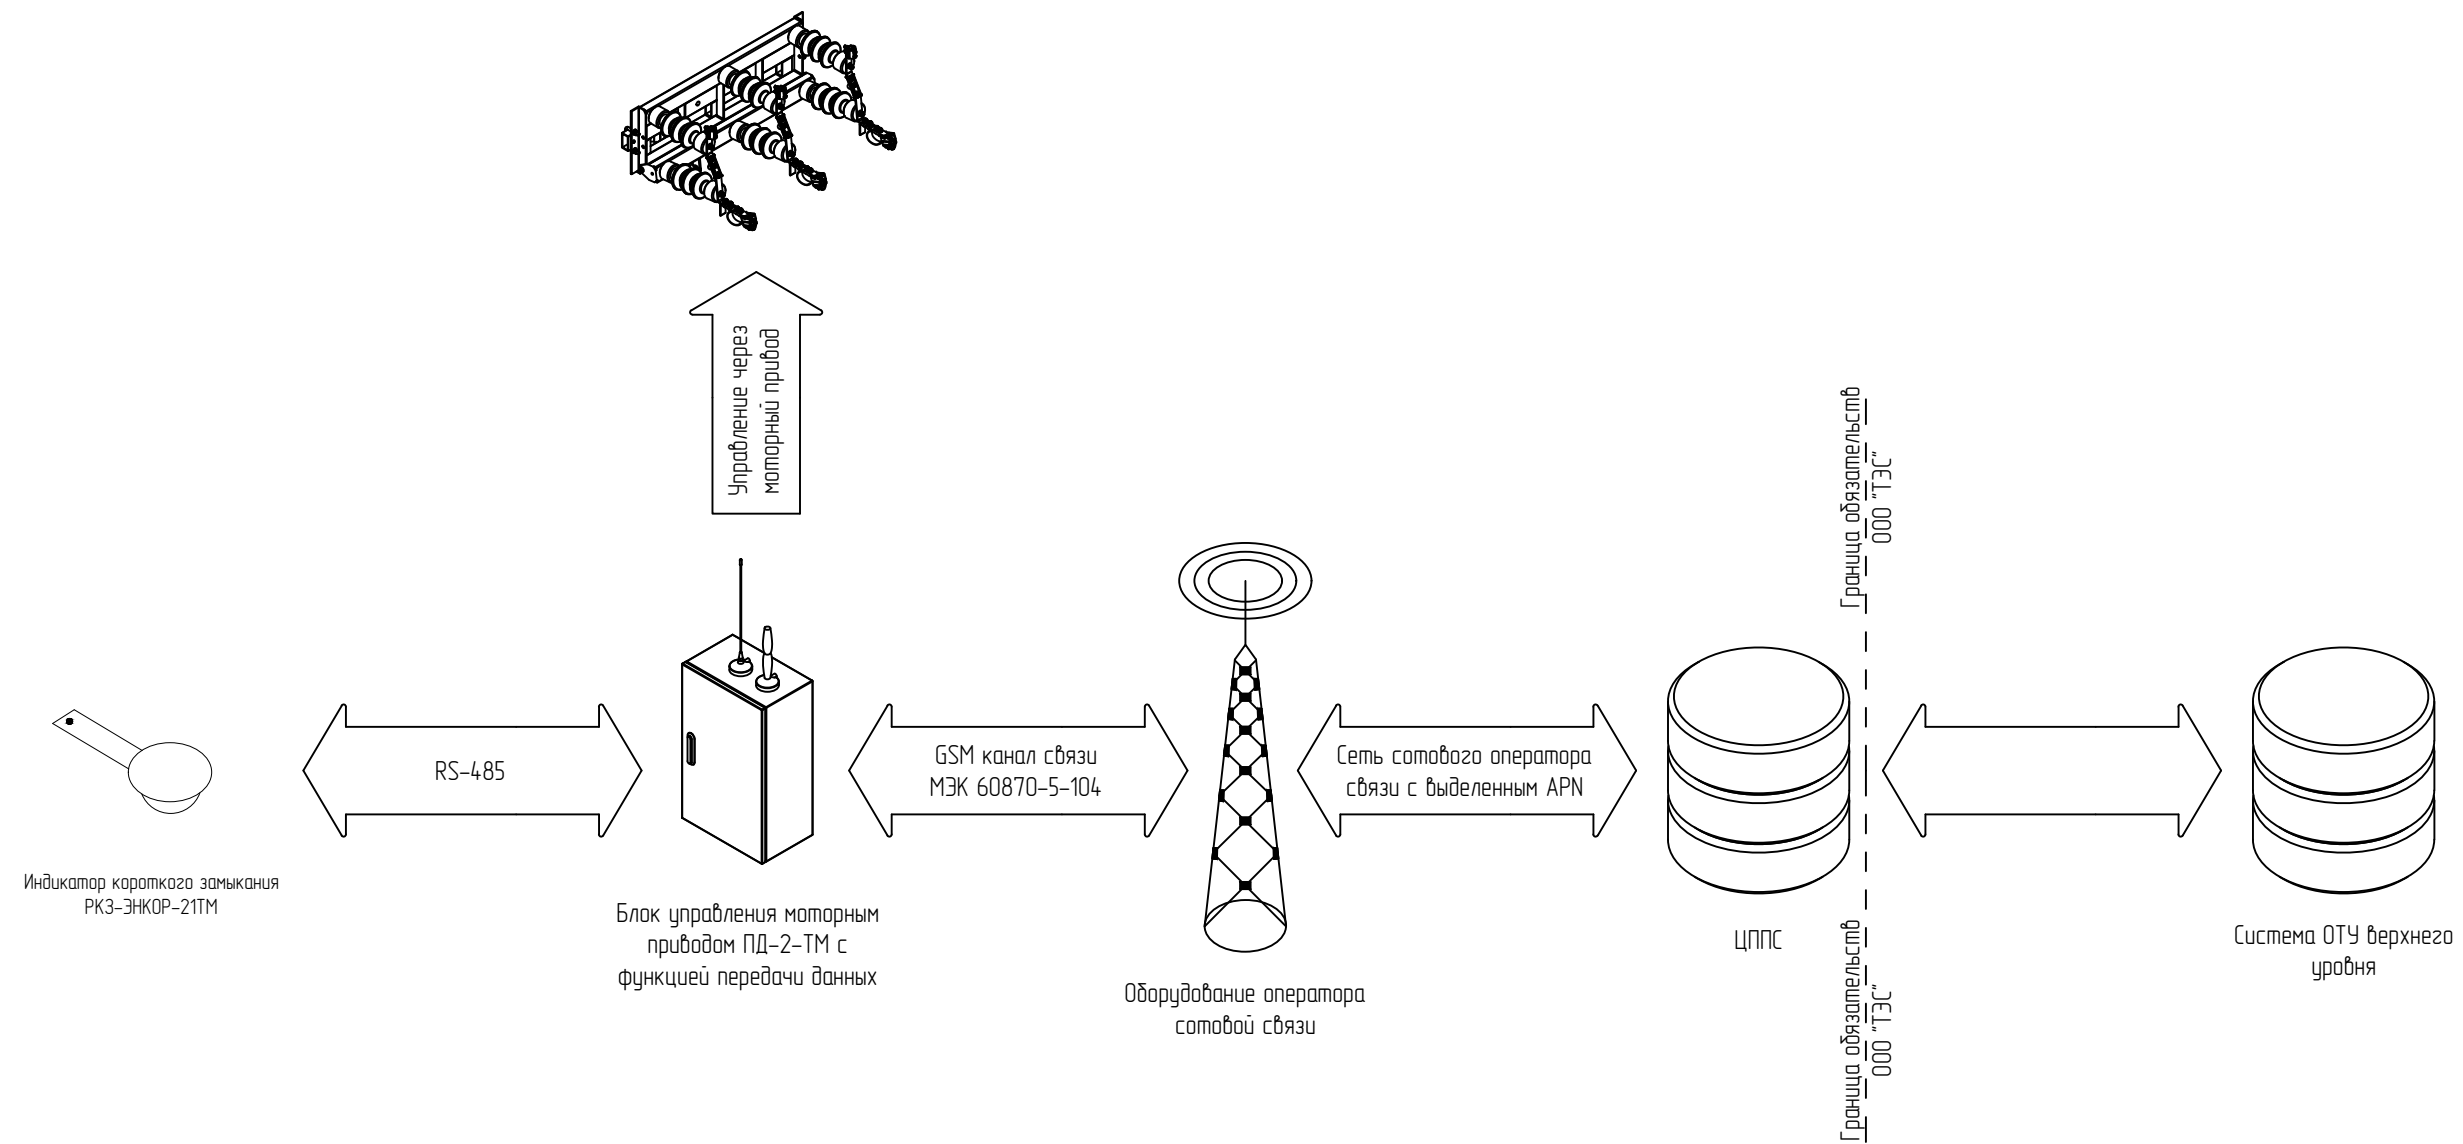 Управление через
моторный привод
Граница обязательств
ООО "ТЭС"
RS-485
GSM канал связи
МЭК 60870-5-104
Сеть сотового оператора
связи с выделенным APN
Индикатор короткого замыкания
РКЗ-ЭНКОР-21ТМ
Блок управления моторным
приводом ПД-2-ТМ с
функцией передачи данных
Оборудование оператора
сотовой связи
ЦППС
Граница обязательств
ООО "ТЭС"
Система ОТУ верхнего
уровня